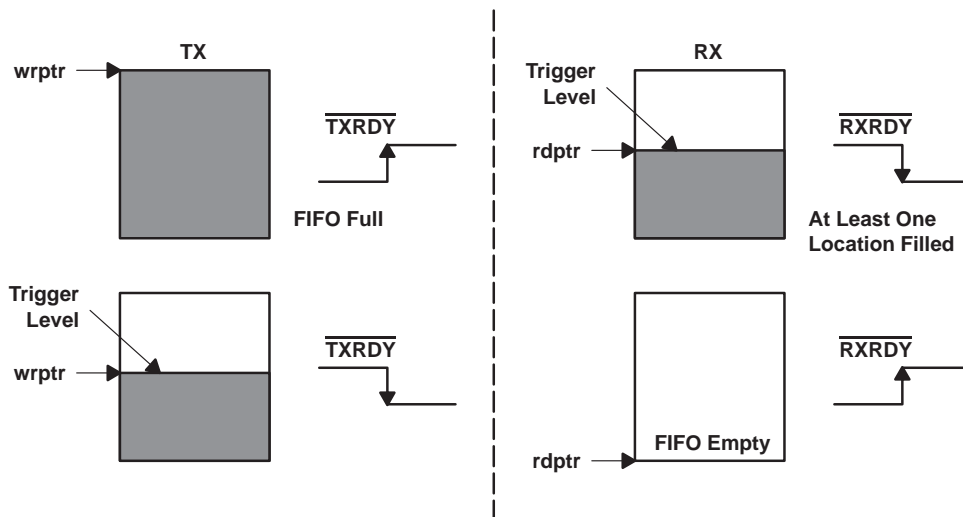 TX
wrptr
TXRDY
FIFO Full
Trigger
Level
wrptr
TXRDY
RX
Trigger
Level
rdptr
RXRDY
At Least One
Location Filled
RXRDY
FIFO Empty
rdptr